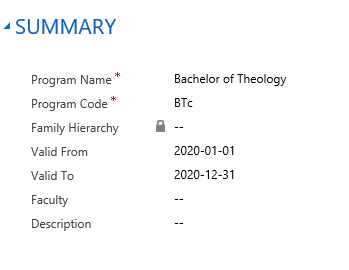 SUMMARY
Program Name * Bachelor of Theology
Program Code * BTc
Family Hierarchy --
Valid From 2020-01-01
Valid To 2020-12-31
Faculty --
Description --